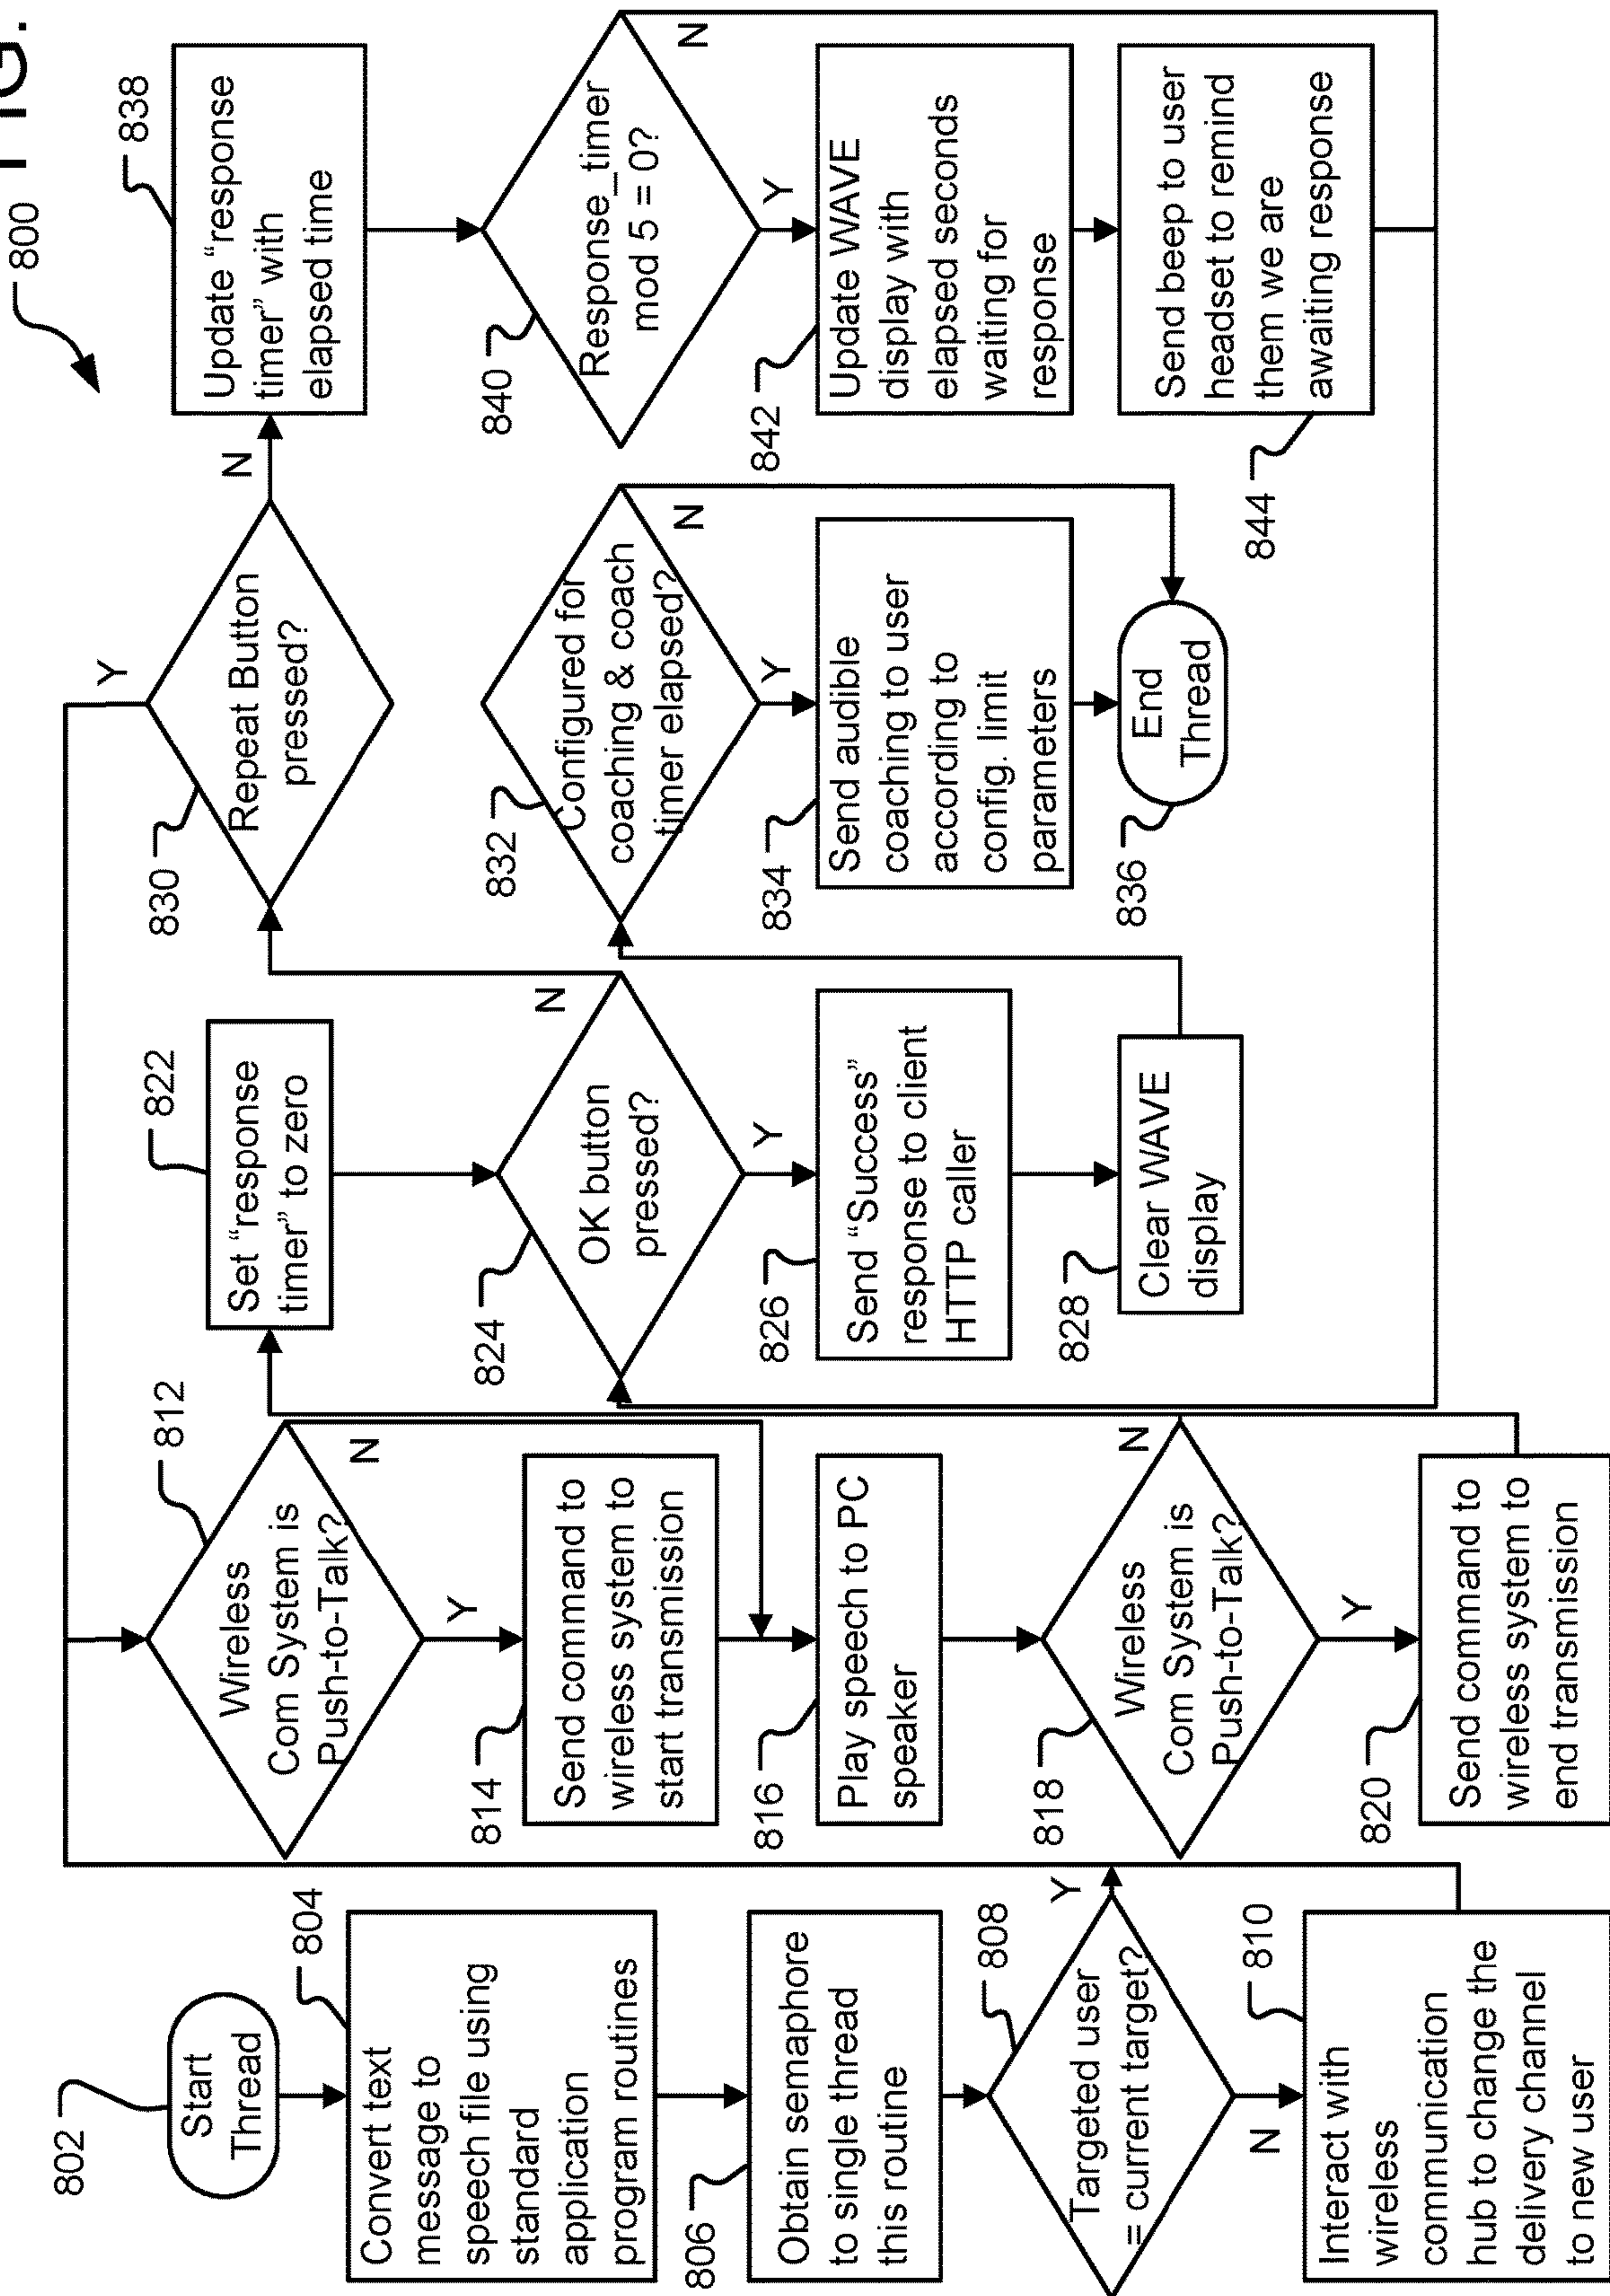 FIG.
800
802
Start
Thread
804
Convert text
message to
speech file using
standard
application
program routines
806
Obtain semaphore
to single thread
this routine
808
Targeted user
= current target?
Y
N
810
Interact with
wireless
communication
hub to change the
delivery channel
to new user
812
Wireless
Com System is
Push-to-Talk?
N
Y
814
Send command to
wireless system to
start transmission
816
Play speech to PC
speaker
818
Wireless
Com System is
Push-to-Talk?
N
Y
820
Send command to
wireless system to
end transmission
822
Set “response
timer” to zero
824
OK button
pressed?
N
Y
826
Send “Success”
response to client
HTTP caller
828
Clear WAVE
display
830
Repeat Button
pressed?
Y
N
832
Configured for
coaching & coach
timer elapsed?
N
Y
834
Send audible
coaching to user
according to
config. limit
parameters
836
End
Thread
838
Update “response
timer” with
elapsed time
840
Response_timer
mod 5 = 0?
N
Y
842
Update WAVE
display with
elapsed seconds
waiting for
response
844
Send beep to user
headset to remind
them we are
awaiting response